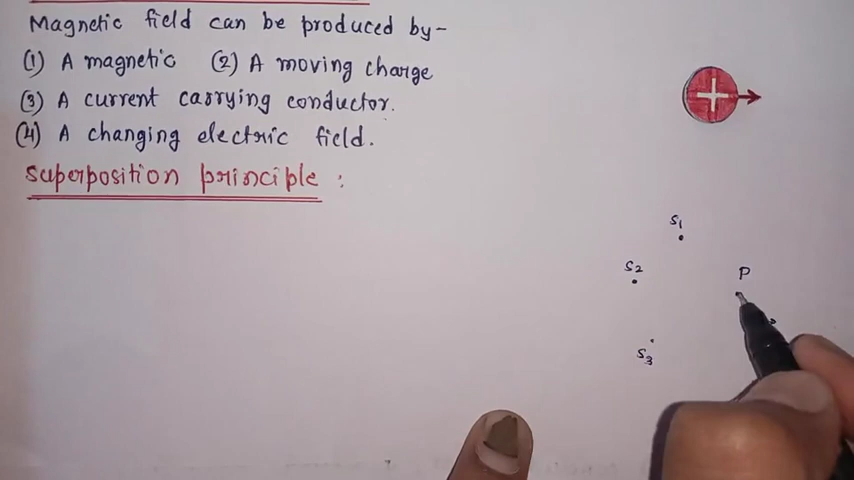 Magnetic field can be produced by-
(1) A magnetic (2) A moving charge
(3) A current carrying conductor.
(4) A changing electric field.
Superposition principle :
+
S1
S2
P
S3